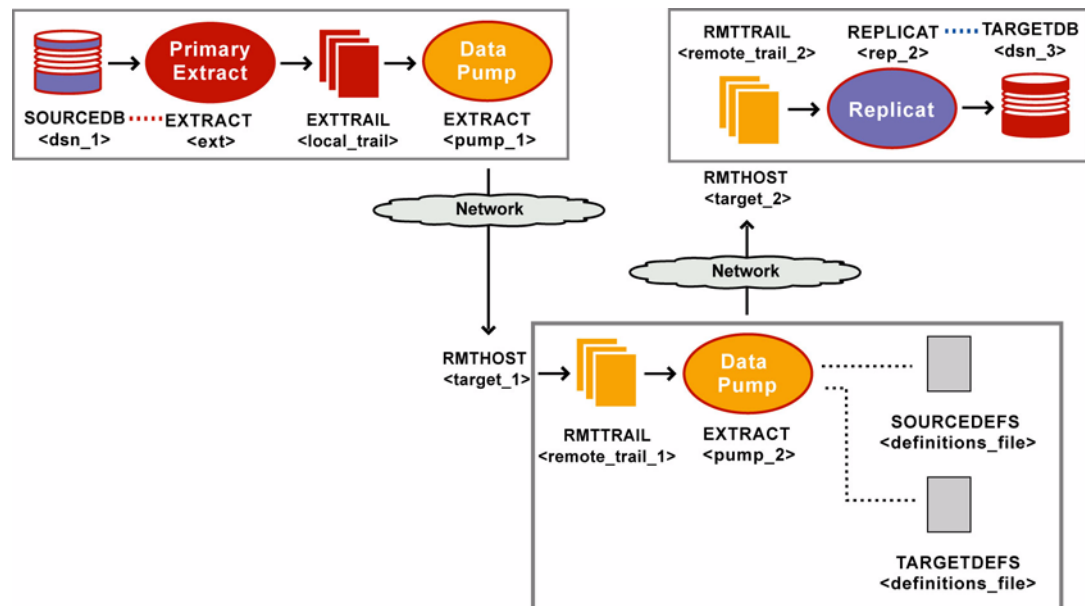 Primary
Extract
Data
Pump
SOURCEDB
<dsn_1>
EXTRACT
<ext>
EXTTRAIL
<local_trail>
EXTRACT
<pump_1>
Network
RMTHOST
<target_1>
RMTTRAIL
<remote_trail_1>
Data
Pump
EXTRACT
<pump_2>
SOURCEDEFS
<definitions_file>
TARGETDEFS
<definitions_file>
Network
RMTHOST
<target_2>
RMTTRAIL
<remote_trail_2>
REPLICAT
<rep_2>
TARGETDB
<dsn_3>
Replicat